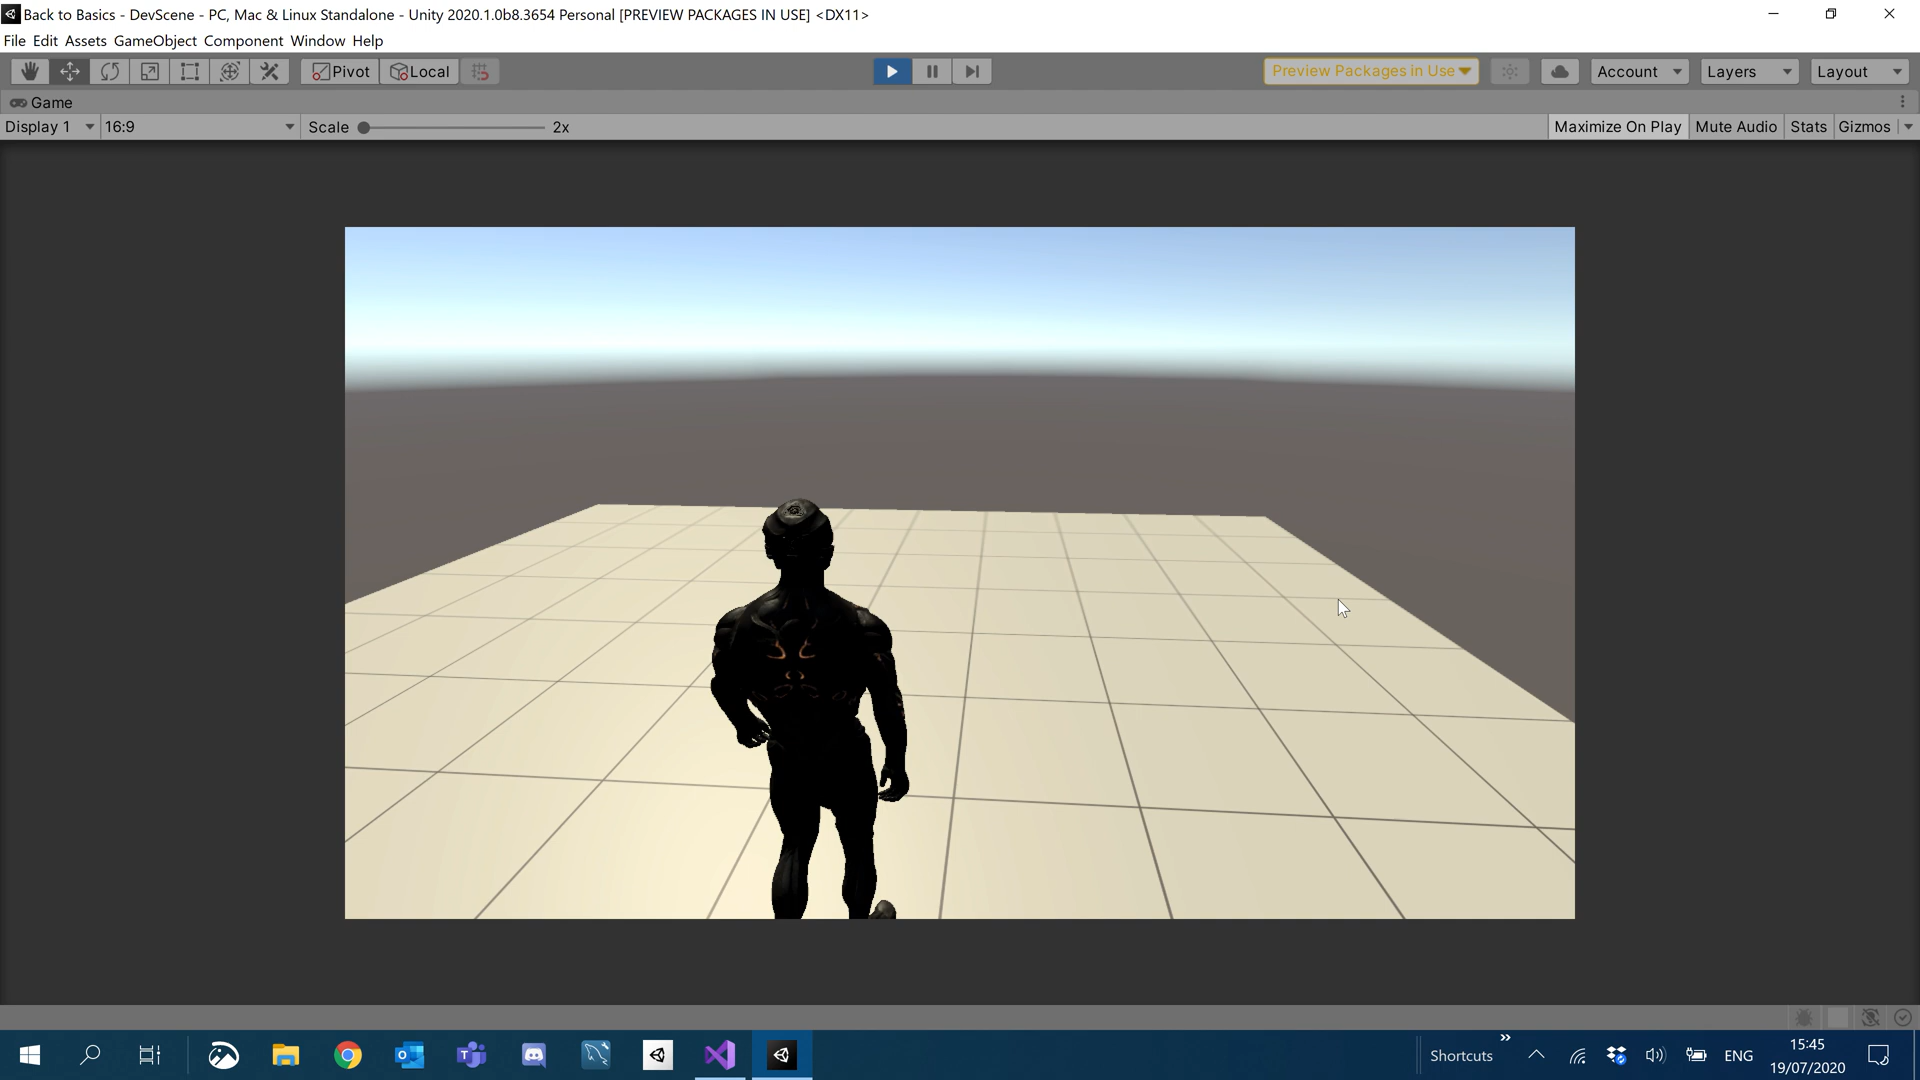 Back to Basics - DevScene - PC, Mac & Linux Standalone - Unity 2020.1.0b8.3654 Personal [PREVIEW PACKAGES IN USE] <DX11>
File Edit Assets GameObject Component Window Help
Pivot Local Preview Packages in Use Account Layers Layout
Game
Display 1 16:9 Scale 2x Maximize On Play Mute Audio Stats Gizmos
Shortcuts » ENG 15:45
19/07/2020